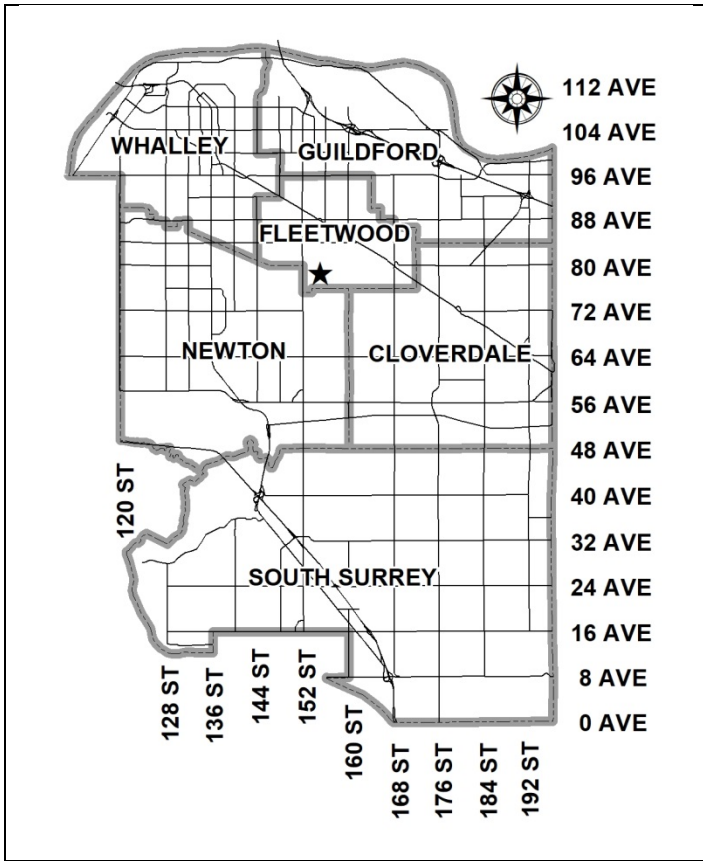 112 AVE
104 AVE
WHALLEY
GUILDFORD
96 AVE
88 AVE
FLEETWOOD
80 AVE
72 AVE
NEWTON
CLOVERDALE
64 AVE
56 AVE
48 AVE
120 ST
40 AVE
32 AVE
SOUTH SURREY
24 AVE
16 AVE
128 ST
136 ST
144 ST
152 ST
160 ST
8 AVE
0 AVE
168 ST
176 ST
184 ST
192 ST